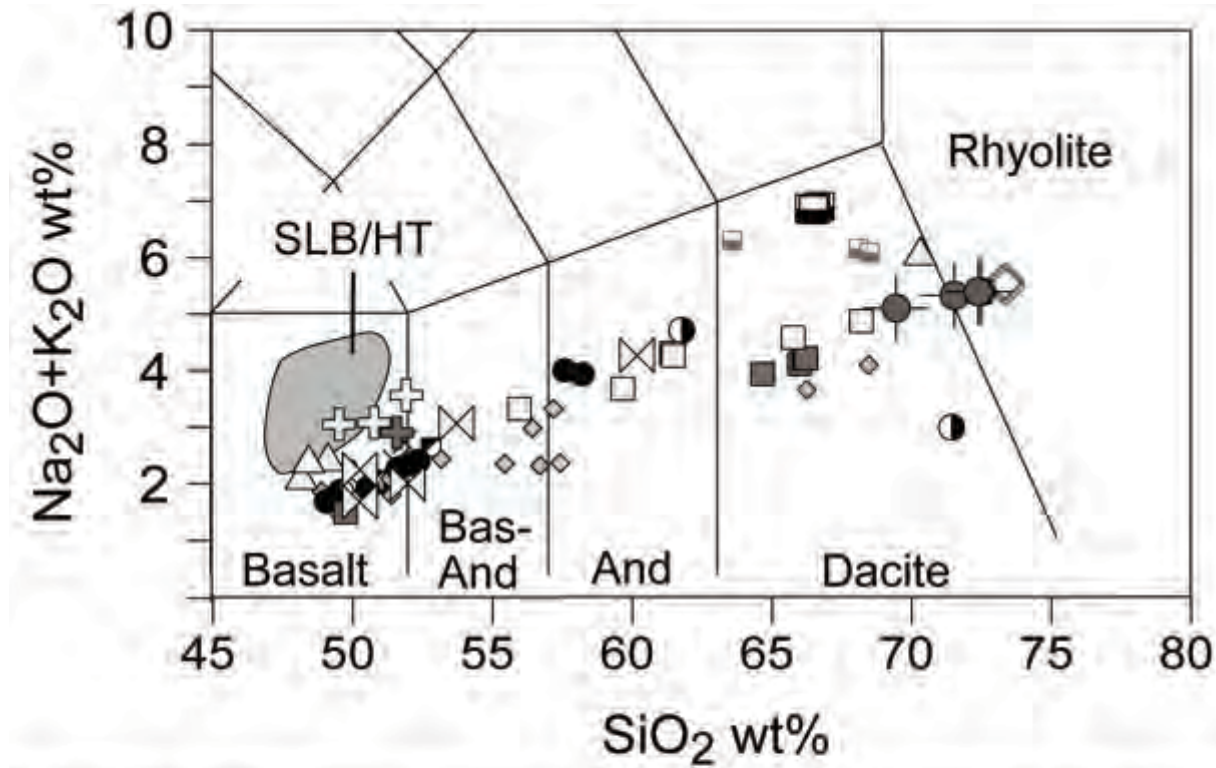 10
8
6
4
2
Na2O+K2O wt%
SLB/HT
Rhyolite
Basalt
Bas-
And
And
Dacite
45 50 55 60 65 70 75 80
SiO2 wt%